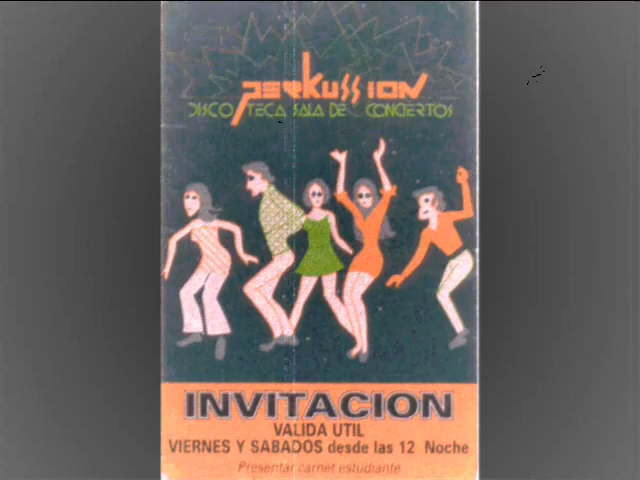 PERKUSSION
DISCOTECA SALA DE CONCIERTOS
INVITACION
VALIDA UTIL
VIERNES Y SABADOS desde las 12 Noche
Presentar carnet estudiante